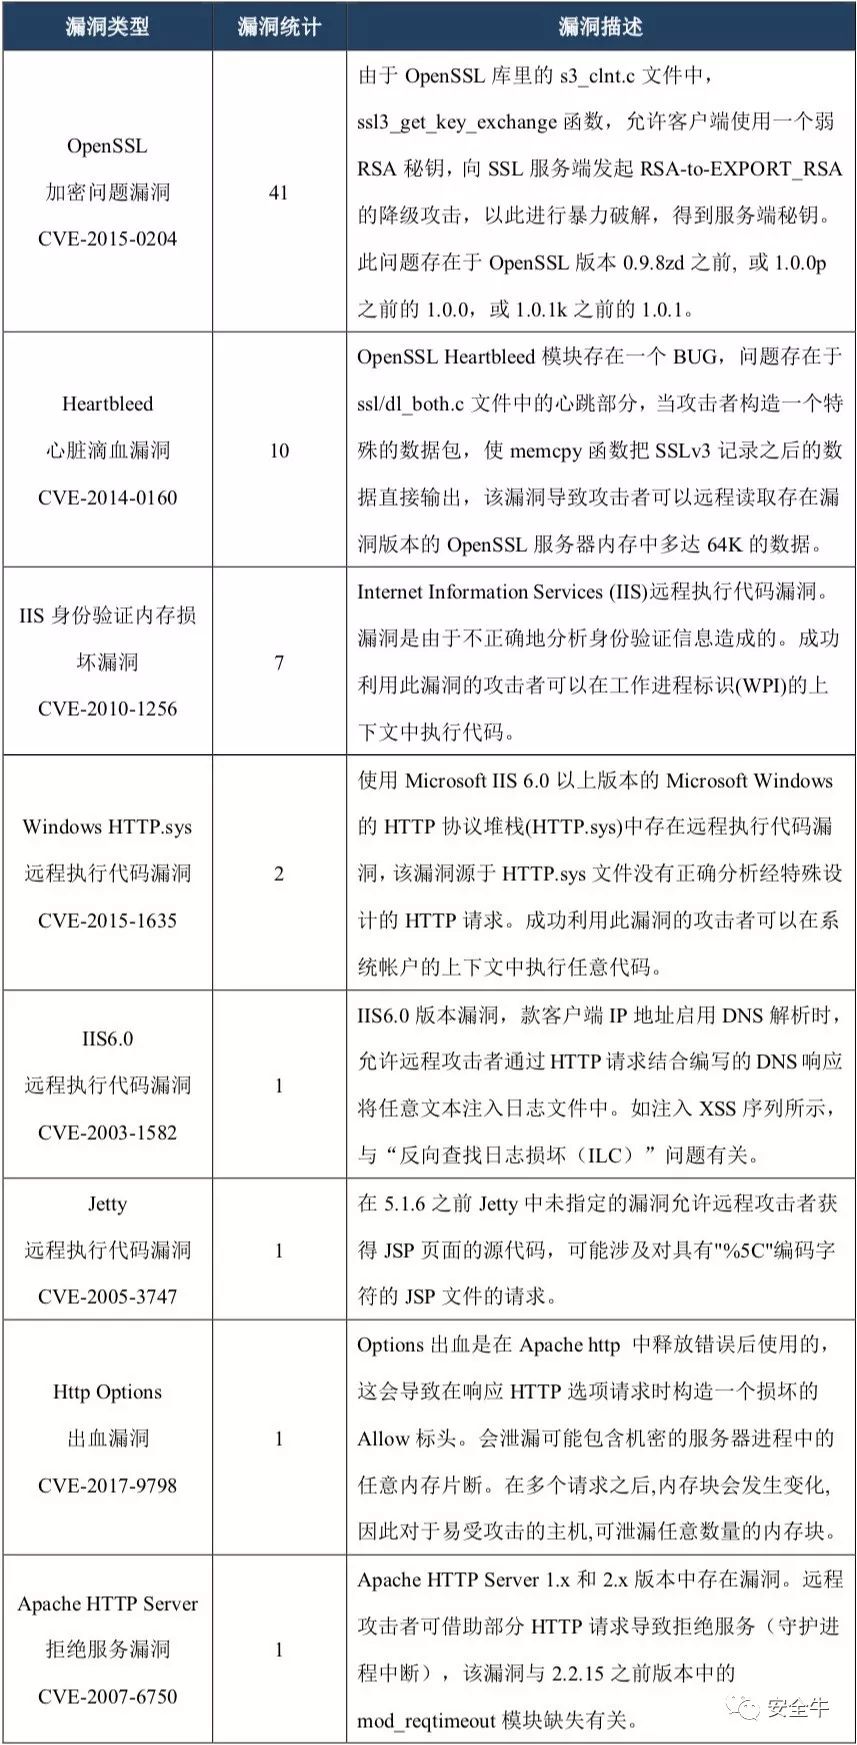 漏洞类型 漏洞统计 漏洞描述
OpenSSL
加密问题漏洞
CVE-2015-0204
41
由于 OpenSSL 库里的 s3_clnt.c 文件中，
ssl3_get_key_exchange 函数，允许客户端使用一个弱
RSA 秘钥，向 SSL 服务端发起 RSA-to-EXPORT_RSA
的降级攻击，以此进行暴力破解，得到服务端秘钥。
此问题存在于 OpenSSL 版本 0.9.8zd 之前, 或 1.0.0p
之前的 1.0.0，或 1.0.1k 之前的 1.0.1。
Heartbleed
心脏滴血漏洞
CVE-2014-0160
10
OpenSSL Heartbleed 模块存在一个 BUG，问题存在于
ssl/dl_both.c 文件中的心跳部分，当攻击者构造一个特
殊的数据包，使 memcpy 函数把 SSLv3 记录之后的数
据直接输出，该漏洞导致攻击者可以远程读取存在漏
洞版本的 OpenSSL 服务器内存中多达 64K 的数据。
IIS 身份验证内存损
坏漏洞
CVE-2010-1256
7
Internet Information Services (IIS)远程执行代码漏洞。
漏洞是由于不正确地分析身份验证信息造成的。成功
利用此漏洞的攻击者可以在工作进程标识(WPI)的上
下文中执行代码。
Windows HTTP.sys
远程执行代码漏洞
CVE-2015-1635
2
使用 Microsoft IIS 6.0 以上版本的 Microsoft Windows
的 HTTP 协议堆栈(HTTP.sys)中存在远程执行代码漏
洞，该漏洞源于 HTTP.sys 文件没有正确分析经特殊设
计的 HTTP 请求。成功利用此漏洞的攻击者可以在系
统帐户的上下文中执行任意代码。
IIS6.0
远程执行代码漏洞
CVE-2003-1582
1
IIS6.0 版本漏洞，款客户端 IP 地址启用 DNS 解析时，
允许远程攻击者通过 HTTP 请求结合编写的 DNS 响应
将任意文本注入日志文件中。如注入 XSS 序列所示，
与“反向查找日志损坏（ILC）”问题有关。
Jetty
远程执行代码漏洞
CVE-2005-3747
1
在 5.1.6 之前 Jetty 中未指定的漏洞允许远程攻击者获
得 JSP 页面的源代码，可能涉及对具有"%5C"编码字
符的 JSP 文件的请求。
Http Options
出血漏洞
CVE-2017-9798
1
Options 出血是在 Apache http 中释放错误后使用的，
这会导致在响应 HTTP 选项请求时构造一个损坏的
Allow 标头。会泄漏可能包含机密的服务器进程中的
任意内存片断。在多个请求之后,内存块会发生变化,
因此对于易受攻击的主机,可泄漏任意数量的内存块。
Apache HTTP Server
拒绝服务漏洞
CVE-2007-6750
1
Apache HTTP Server 1.x 和 2.x 版本中存在漏洞。远程
攻击者可借助部分 HTTP 请求导致拒绝服务（守护进
程中断），该漏洞与 2.2.15 之前版本中的
mod_reqtimeout 模块缺失有关。
安全牛